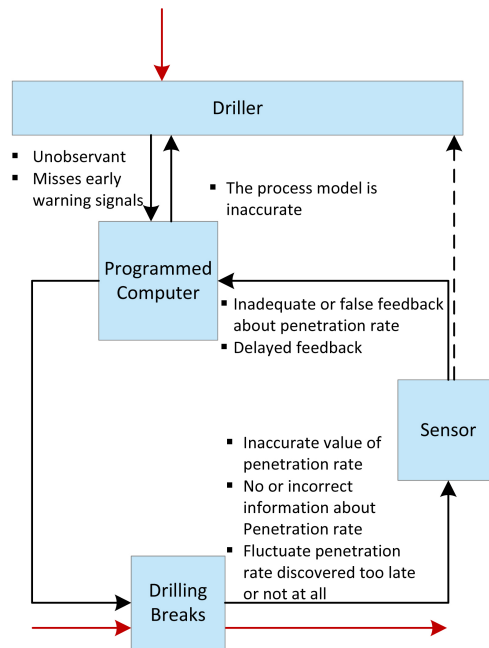 Driller
▪ Unobservant
▪ Misses early
warning signals
▪ The process model is
inaccurate
Programmed
Computer
▪ Inadequate or false feedback
about penetration rate
▪ Delayed feedback
Sensor
▪ Inaccurate value of
penetration rate
▪ No or incorrect
information about
Penetration rate
▪ Fluctuate penetration
rate discovered too late
or not at all
Drilling
Breaks